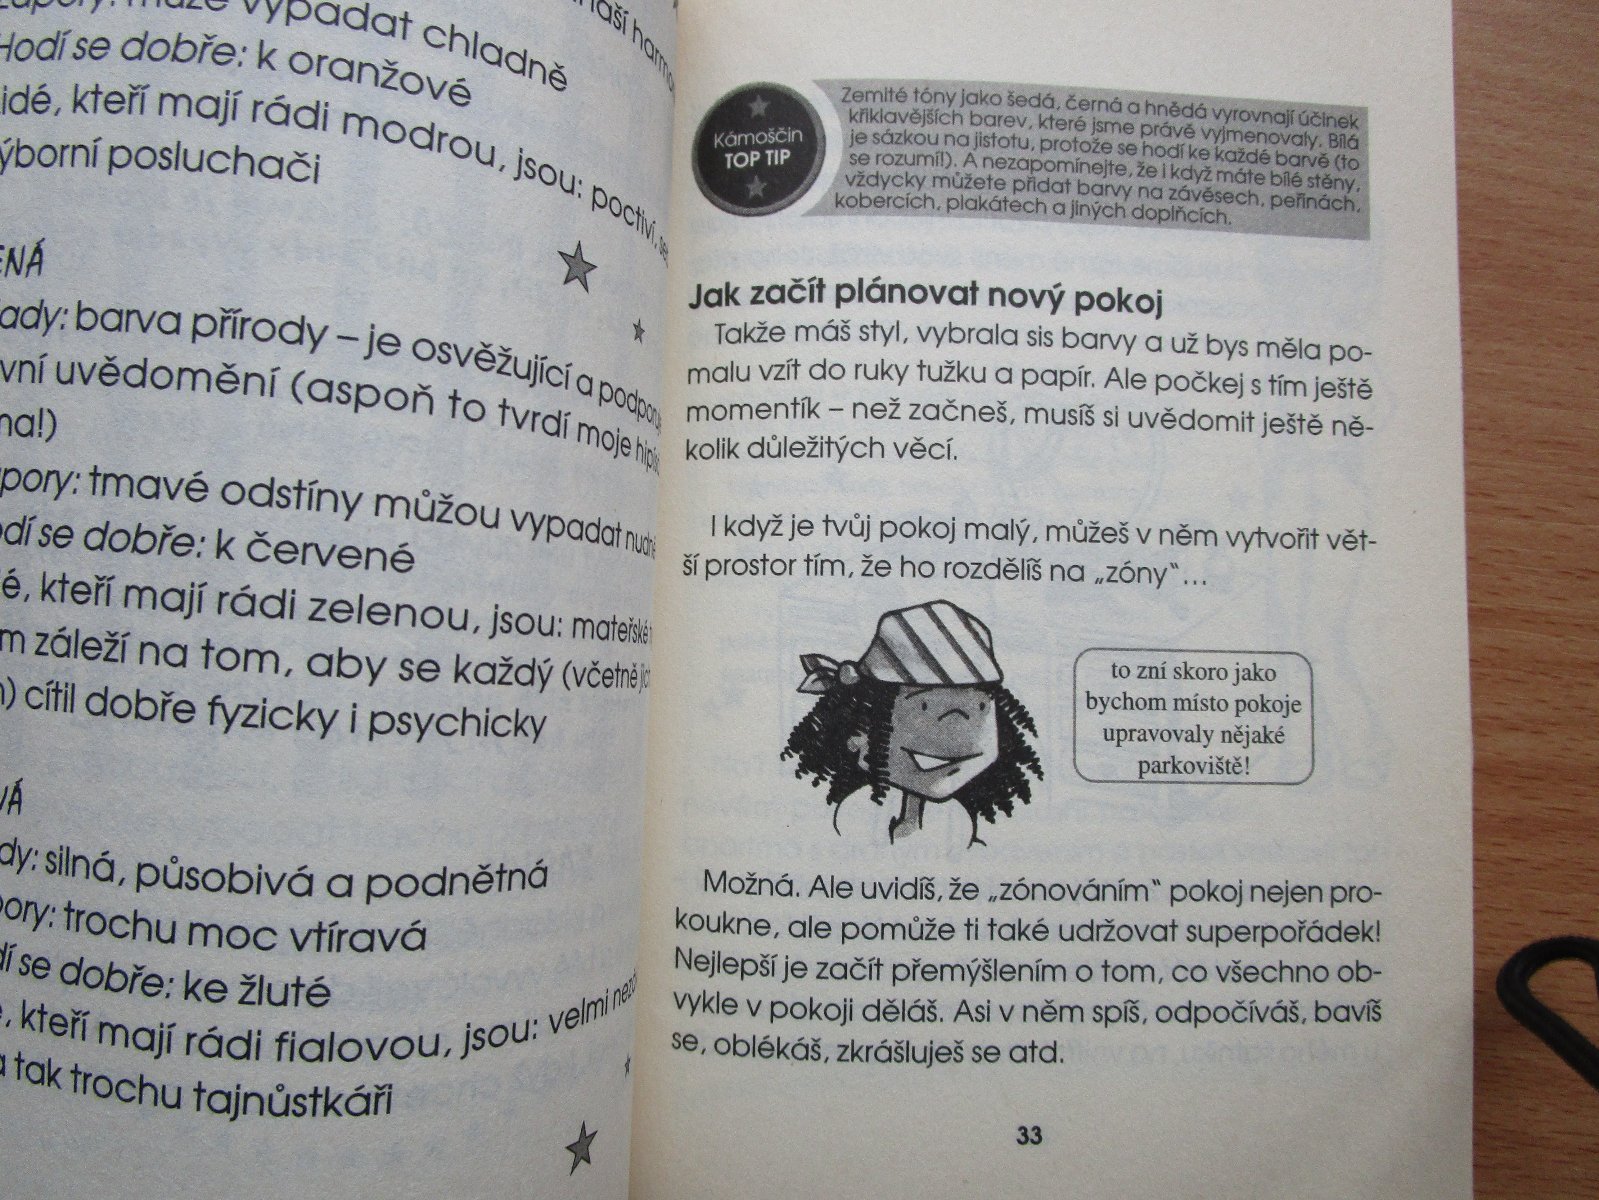 vypadat chladně
Hodí se dobře: k oranžové
idé, kteří mají rádi modrou, jsou: poctiví,
ýborní posluchači
ENÁ
ady: barva přírody – je osvěžující a podporuje
vní uvědomění (aspoň to tvrdí moje
ma!)
pory: tmavé odstíny můžou vypadat nudně
odí se dobře: k červené
é, kteří mají rádi zelenou, jsou: mateřské
m záleží na tom, aby se každý (včetně
) cítil dobře fyzicky i psychicky
VÁ
dy: silná, působivá a podnětná
pory: trochu moc vtíravá
dí se dobře: ke žluté
, kteří mají rádi fialovou, jsou: velmi
a tak trochu tajnůstkáři
Kámoščin
TOP TIP
Zemité tóny jako šedá, černá a hnědá vyrovnají účinek
křiklavějších barev, které jsme právě vyjmenovaly. Bílá
je sázkou na jistotu, protože se hodí ke každé barvě (to
se rozumí!). A nezapomínejte, že i když máte bílé stěny,
vždycky můžete přidat barvy na závěsech, peřinách,
kobercích, plakátech a jiných doplňcích.
Jak začít plánovat nový pokoj
Takže máš styl, vybrala sis barvy a už bys měla po-
malu vzít do ruky tužku a papír. Ale počkej s tím ještě
momentík – než začneš, musíš si uvědomit ještě ně-
kolik důležitých věcí.
I když je tvůj pokoj malý, můžeš v něm vytvořit vět-
ší prostor tím, že ho rozdělíš na „zóny“...
to zní skoro jako
bychom místo pokoje
upravovaly nějaké
parkoviště!
Možná. Ale uvidíš, že „zónováním“ pokoj nejen pro-
koukne, ale pomůže ti také udržovat superpořádek!
Nejlepší je začít přemýšlením o tom, co všechno ob-
vykle v pokoji děláš. Asi v něm spíš, odpočíváš, bavíš
se, oblékáš, zkrášluješ se atd.
33